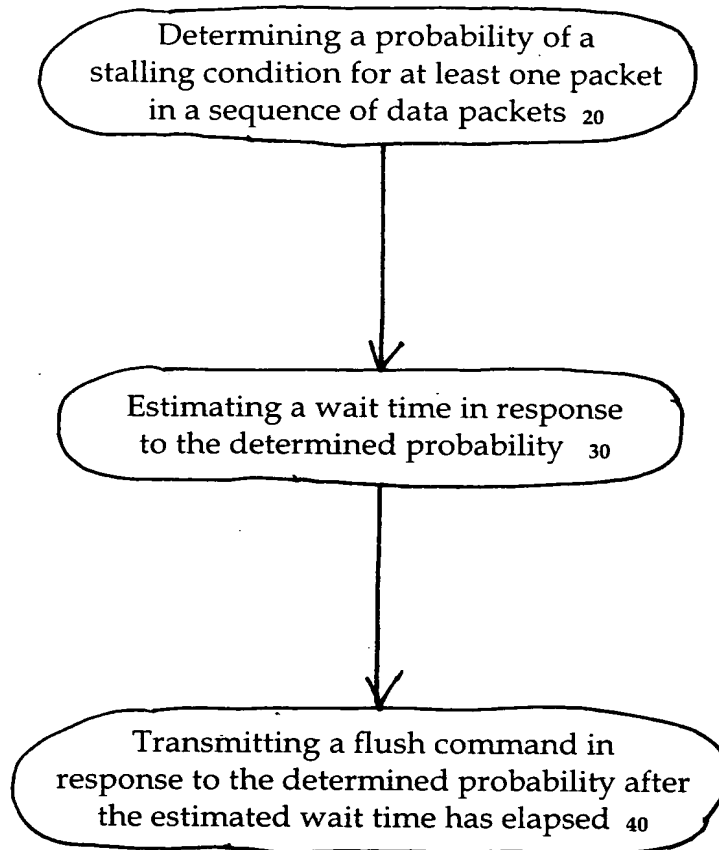 Determining a probability of a
stalling condition for at least one packet
in a sequence of data packets 20
Estimating a wait time in response
to the determined probability 30
Transmitting a flush command in
response to the determined probability after
the estimated wait time has elapsed 40